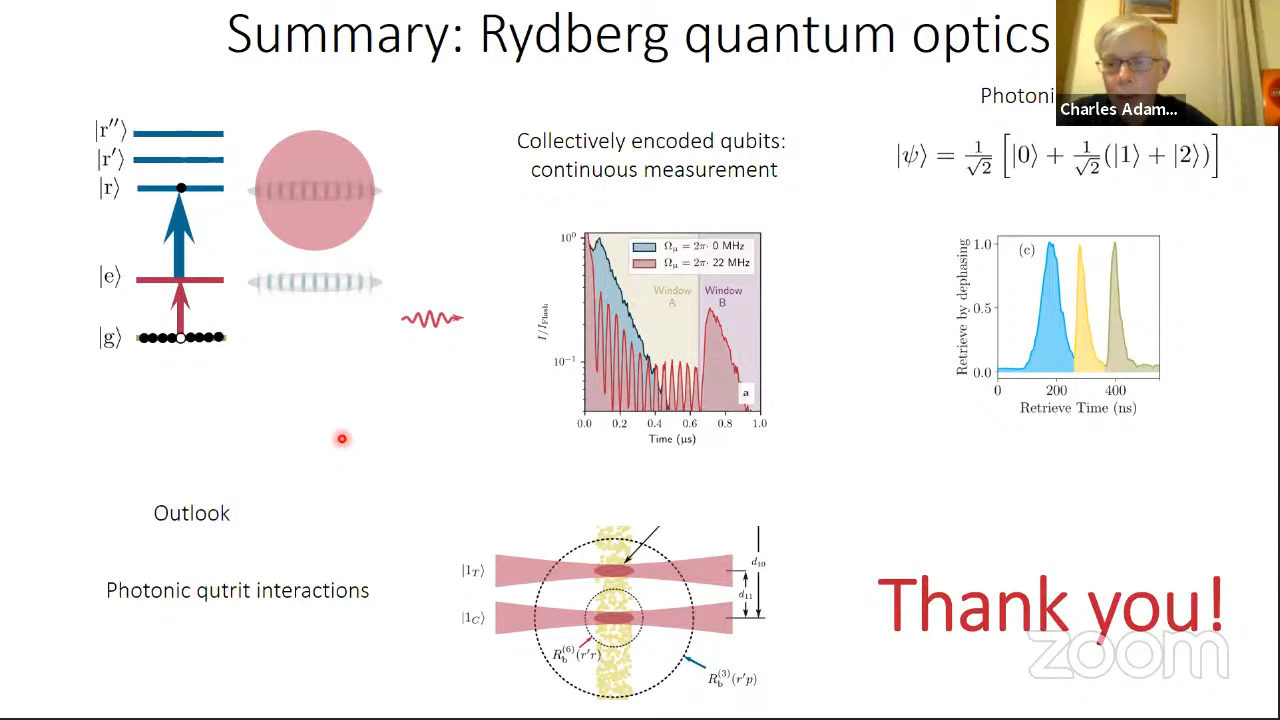 Summary: Rydberg quantum optics
Photoni
Charles Adam...
|r''⟩
|r'⟩
|r⟩
|e⟩
|g⟩
Collectively encoded qubits:
continuous measurement
|ψ⟩ = 1/√2 [|0⟩ + 1/√2 (|1⟩ + |2⟩)]
10⁰
10⁻¹
I/I_Flash
Ω_μ = 2π· 0 MHz
Ω_μ = 2π· 22 MHz
Window
A
Window
B
a
0.0 0.2 0.4 0.6 0.8 1.0
Time (μs)
(c)
Retrieve by dephasing
1.0
0.5
0.0
0 200 400
Retrieve Time (ns)
Outlook
Photonic qutrit interactions
|1_T⟩
|1_C⟩
d₁₀
d₁₁
R_b^(6)(r'r)
R_b^(3)(r'p)
Thank you!
zoom